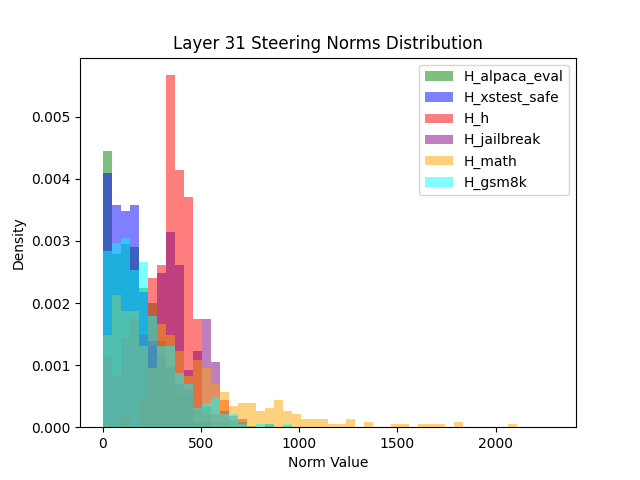 Layer 31 Steering Norms Distribution
H_alpaca_eval
H_xstest_safe
H_h
H_jailbreak
H_math
H_gsm8k
0.005
0.004
0.003
0.002
0.001
0.000
Density
0 500 1000 1500 2000
Norm Value